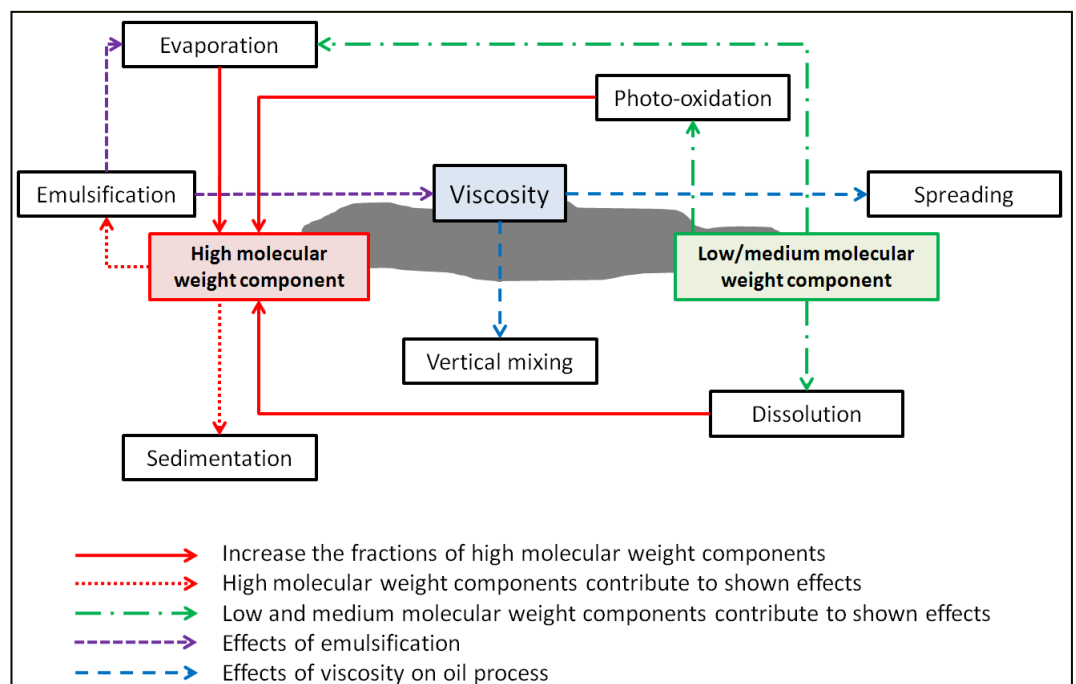 Evaporation
Photo-oxidation
Emulsification
Viscosity
Spreading
High molecular
weight component
Low/medium molecular
weight component
Vertical mixing
Dissolution
Sedimentation
Increase the fractions of high molecular weight components
High molecular weight components contribute to shown effects
Low and medium molecular weight components contribute to shown effects
Effects of emulsification
Effects of viscosity on oil process